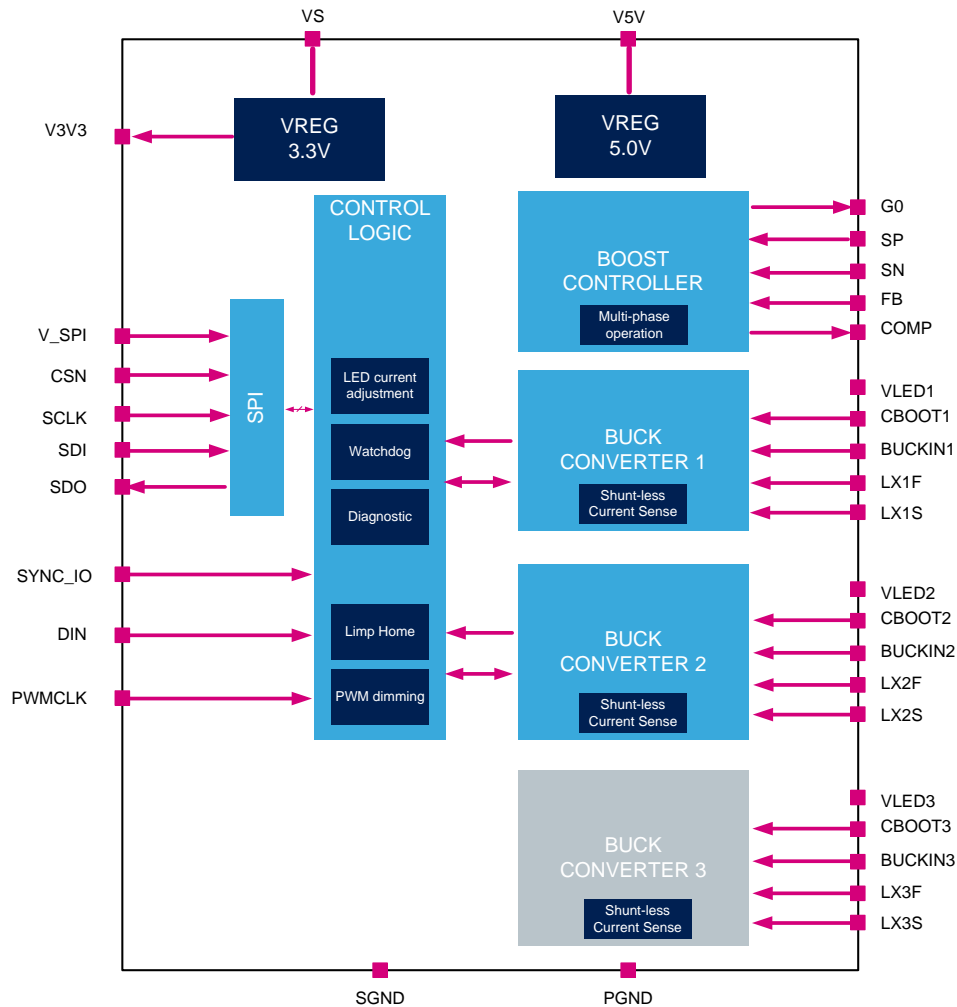 VS
V5V
V3V3
VREG
3.3V
VREG
5.0V
CONTROL
LOGIC
LED current
adjustment
Watchdog
Diagnostic
Limp Home
PWM dimming
SPI
V_SPI
CSN
SCLK
SDI
SDO
SYNC_IO
DIN
PWMCLK
BOOST
CONTROLLER
Multi-phase
operation
G0
SP
SN
FB
COMP
BUCK
CONVERTER 1
Shunt-less
Current Sense
VLED1
CBOOT1
BUCKIN1
LX1F
LX1S
BUCK
CONVERTER 2
Shunt-less
Current Sense
VLED2
CBOOT2
BUCKIN2
LX2F
LX2S
BUCK
CONVERTER 3
Shunt-less
Current Sense
VLED3
CBOOT3
BUCKIN3
LX3F
LX3S
SGND
PGND